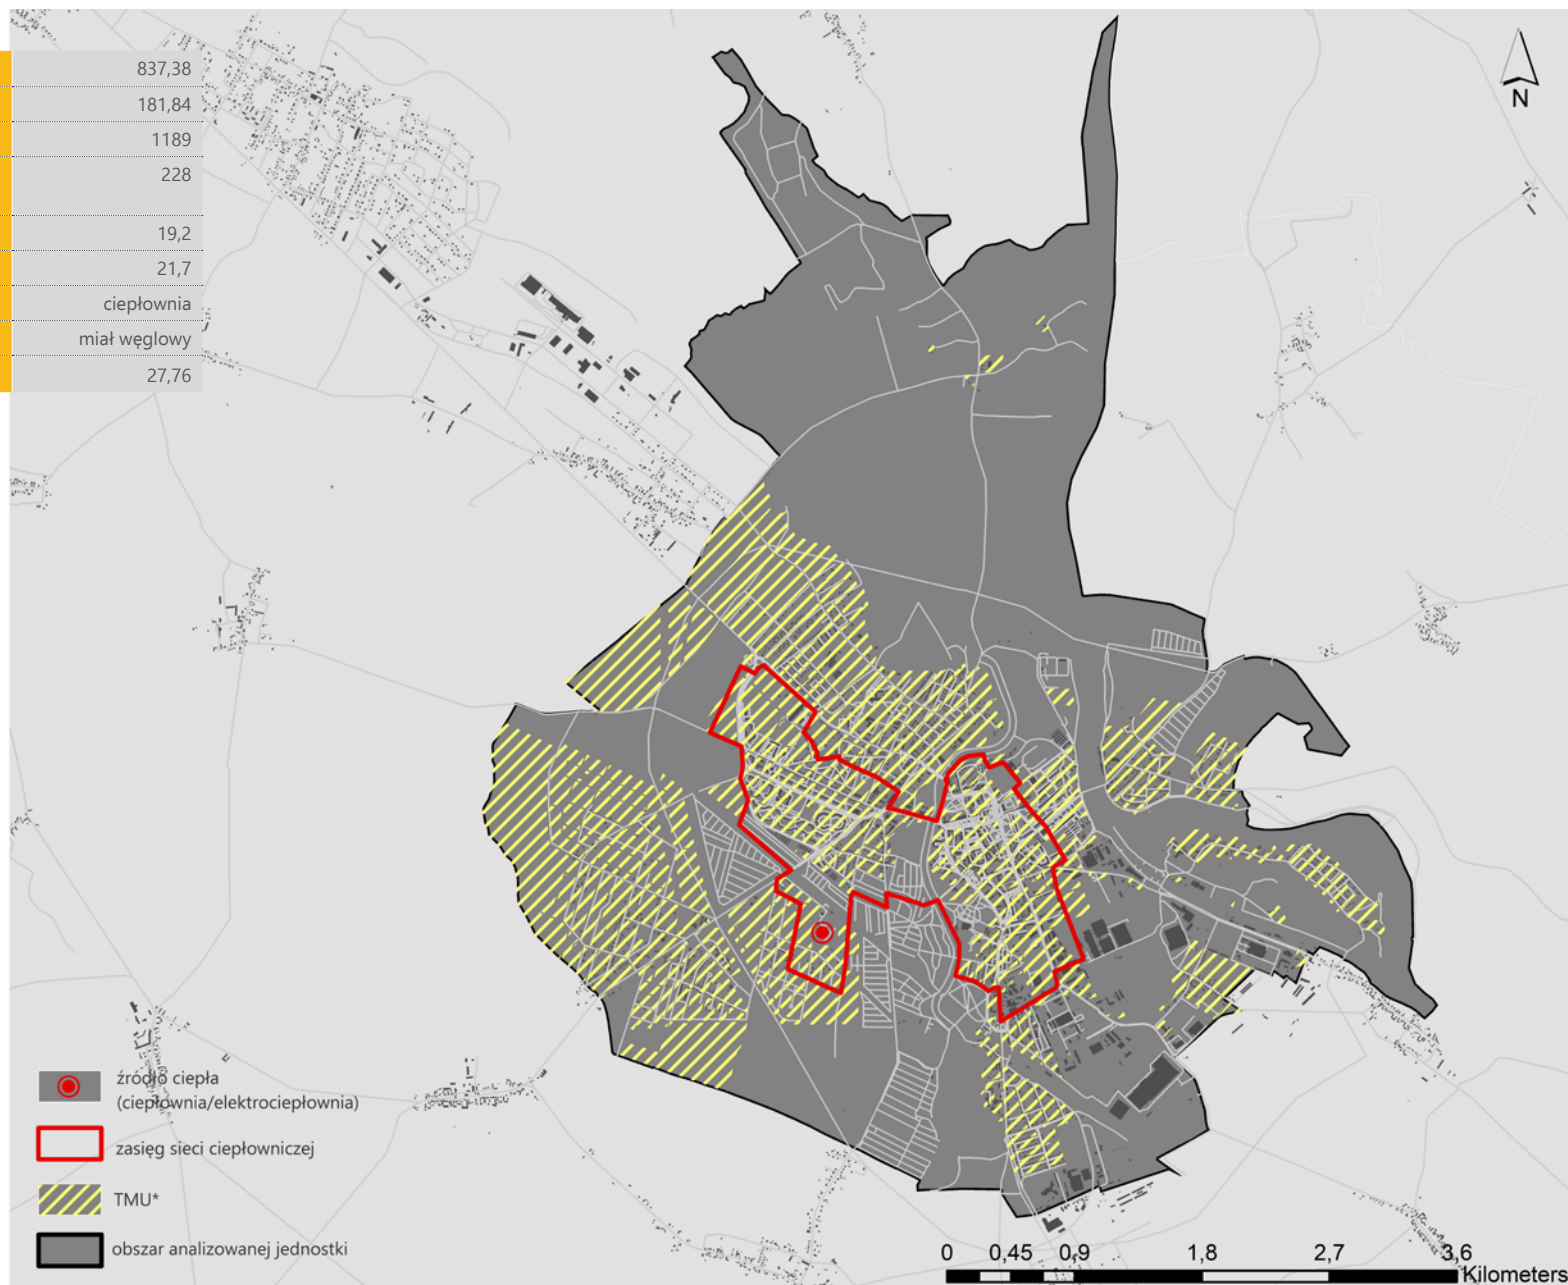 837,38
181,84
1189
228
19,2
21,7
ciepłownia
miał węglowy
27,76
N
źródło ciepła
(ciepłownia/elektrociepłownia)
zasięg sieci ciepłowniczej
TMU*
obszar analizowanej jednostki
0 0,45 0,9 1,8 2,7 3,6
Kilometers